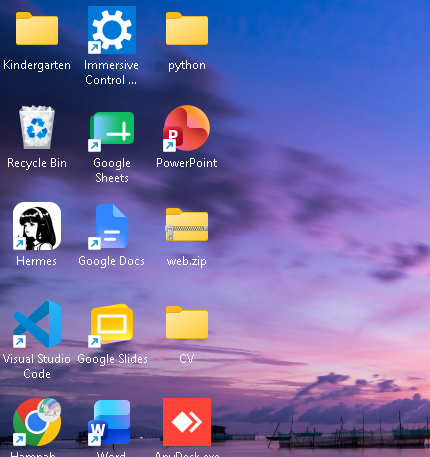 Kindergarten
Immersive
Control ...
python
Recycle Bin
Google
Sheets
PowerPoint
Hermes
Google Docs
web.zip
Visual Studio
Code
Google Slides
CV
Hannah
Word
AnyDesk.exe